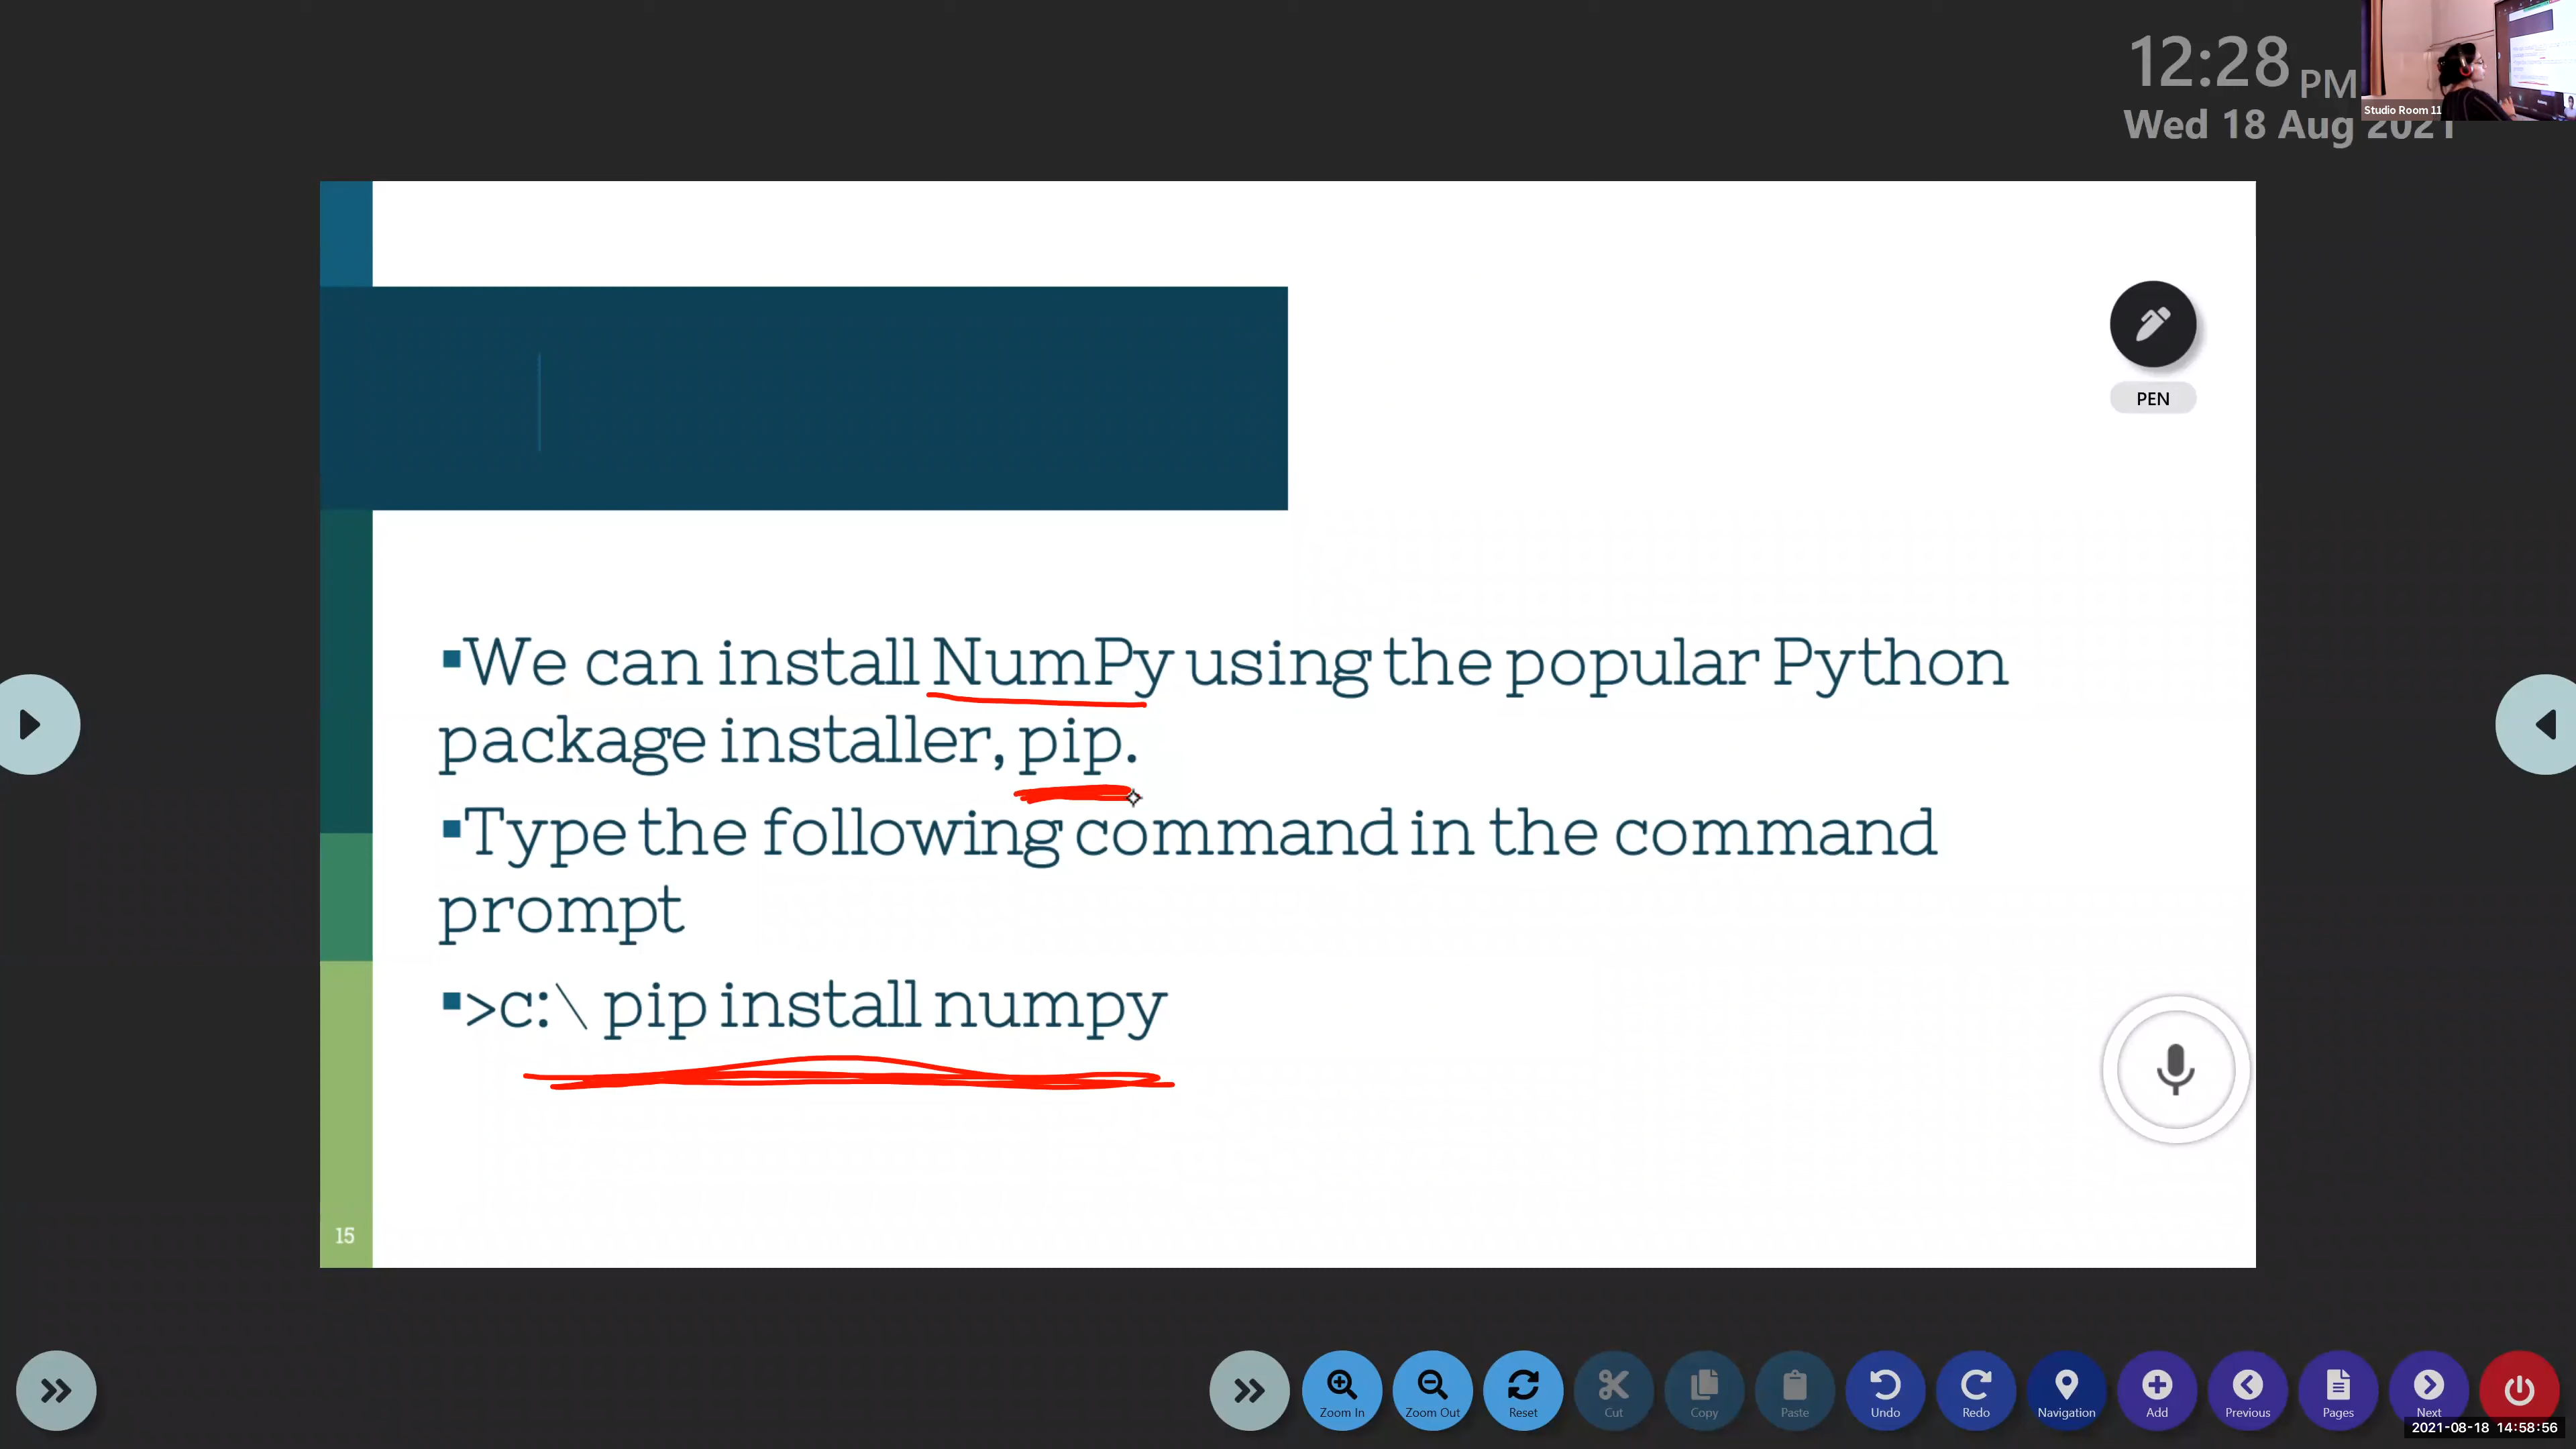 12:28 PM
Studio Room 11
Wed 18 Aug 2021
PEN
▪We can install NumPy using the popular Python
package installer, pip.
▪Type the following command in the command
prompt
▪>c:\ pip install numpy
15
Zoom In
Zoom Out
Reset
Cut
Copy
Paste
Undo
Redo
Navigation
Add
Previous
Pages
Next
2021-08-18 14:58:56